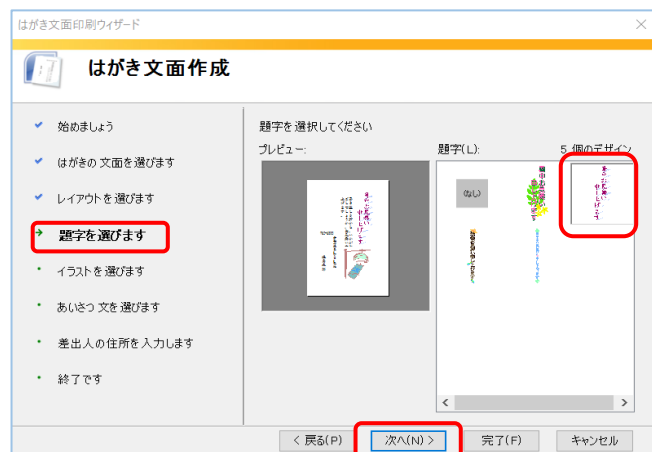 はがき文面印刷ウィザード
はがき文面作成
始めましょう
はがきの 文面を選びます
レイアウトを選びます
題字を選びます
イラストを選びます
あいさつ 文を選びます
差出人の住所を入力します
終了です
題字を選択してください
プレビュー:
題字(L):
5 個のデザイン
(なし)
< 戻る(P)
次へ(N) >
完了(F)
キャンセル